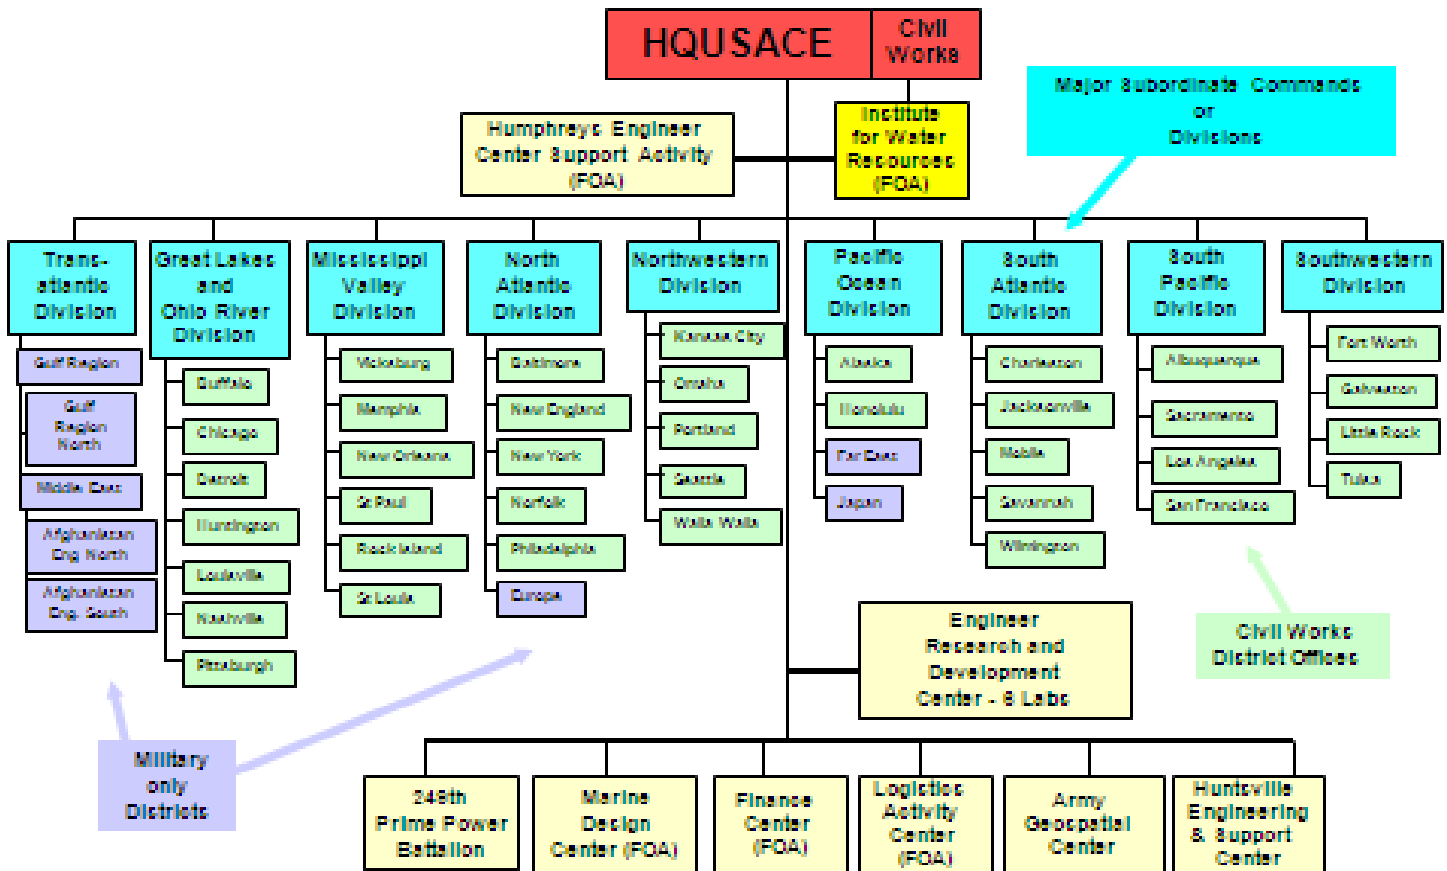 HQUSACE
Civil
Works
Major Subordinate Commands
or
Divisions
Humphreys Engineer
Center Support Activity
(FOA)
Institute
for Water
Resources
(FOA)
Trans-
atlantic
Division
Great Lakes
and
Ohio River
Division
Mississippi
Valley
Division
North
Atlantic
Division
Northwestern
Division
Pacific
Ocean
Division
South
Atlantic
Division
South
Pacific
Division
Southwestern
Division
Gulf Region
Gulf
Region
North
Middle East
Afghanistan
Eng North
Afghanistan
Eng. South
Buffalo
Chicago
Detroit
Huntington
Louisville
Nashville
Pittsburgh
Vicksburg
Memphis
New Orleans
St Paul
Rock Island
St Louis
Baltimore
New England
New York
Norfolk
Philadelphia
Europe
Kansas City
Omaha
Portland
Seattle
Walla Walla
Alaska
Honolulu
Far East
Japan
Charleston
Jacksonville
Mobile
Savannah
Wilmington
Albuquerque
Sacramento
Los Angeles
San Francisco
Fort Worth
Galveston
Little Rock
Tulsa
Engineer
Research and
Development
Center - 6 Labs
Civil Works
District Offices
Military
only
Districts
249th
Prime Power
Battalion
Marine
Design
Center (FOA)
Finance
Center
(FOA)
Logistics
Activity
Center
(FOA)
Army
Geospatial
Center
Huntsville
Engineering
& Support
Center